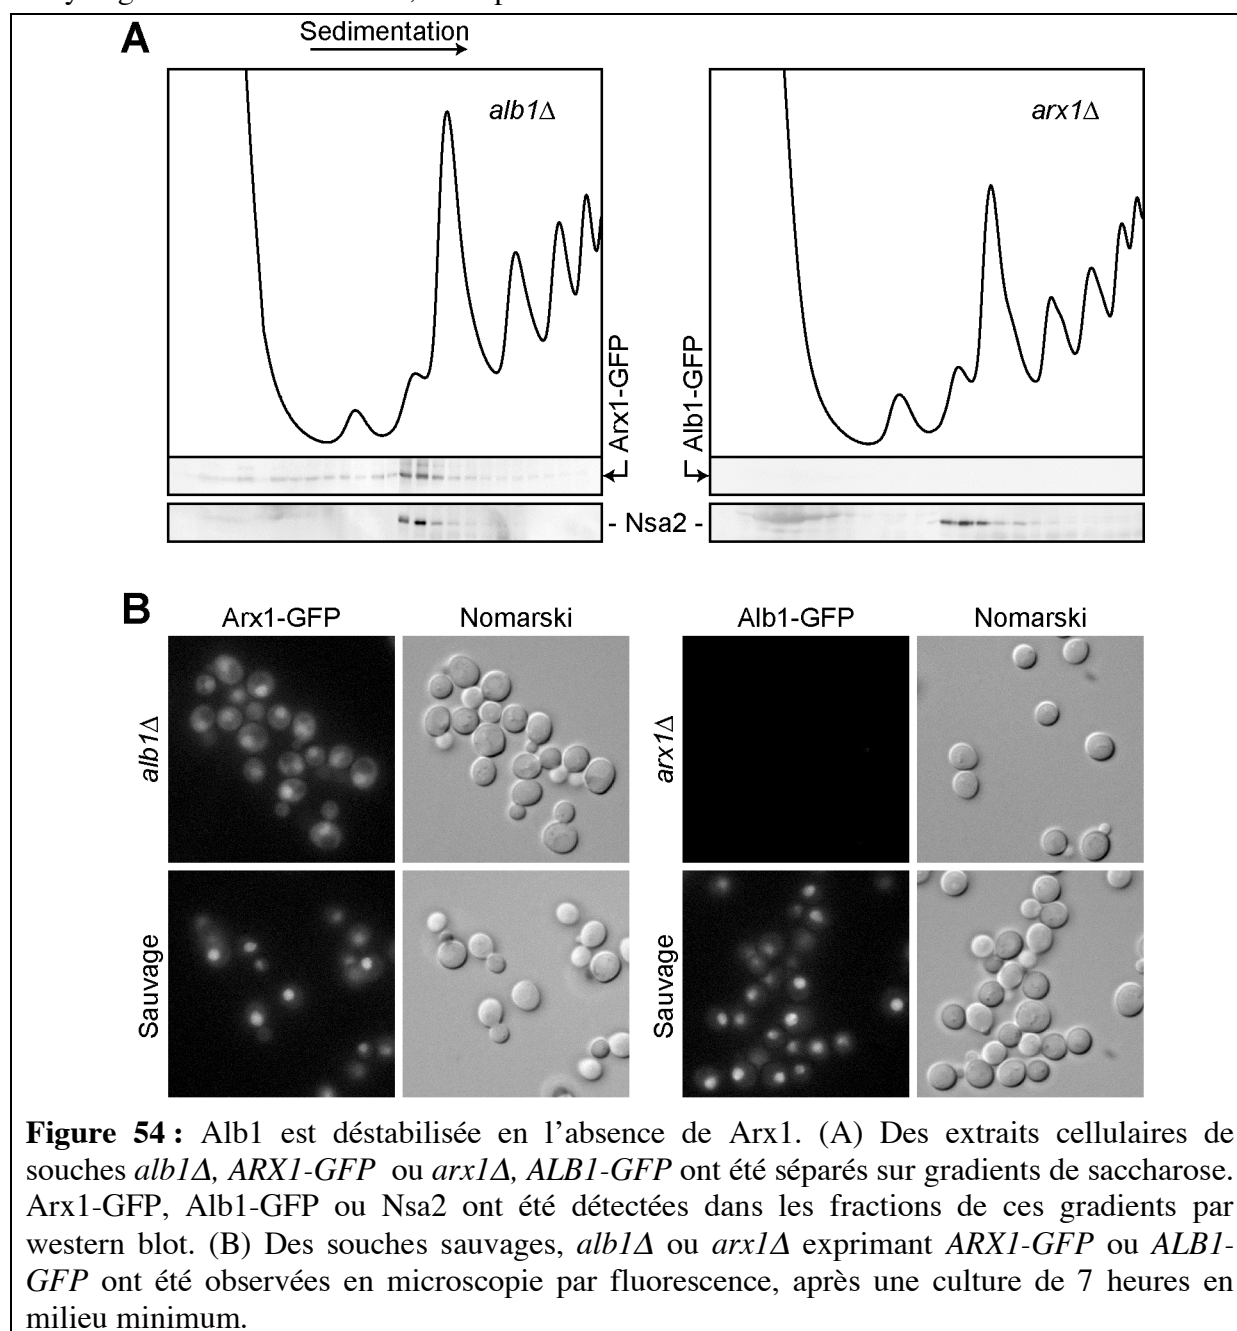 A
Sedimentation
alb1Δ
arx1Δ
Arx1-GFP
Alb1-GFP
- Nsa2 -
B
Arx1-GFP
Nomarski
Alb1-GFP
Nomarski
alb1Δ
arx1Δ
Sauvage
Sauvage
Figure 54 : Alb1 est déstabilisée en l’absence de Arx1. (A) Des extraits cellulaires de
souches alb1Δ, ARX1-GFP ou arx1Δ, ALB1-GFP ont été séparés sur gradients de saccharose.
Arx1-GFP, Alb1-GFP ou Nsa2 ont été détectées dans les fractions de ces gradients par
western blot. (B) Des souches sauvages, alb1Δ ou arx1Δ exprimant ARX1-GFP ou ALB1-
GFP ont été observées en microscopie par fluorescence, après une culture de 7 heures en
milieu minimum.